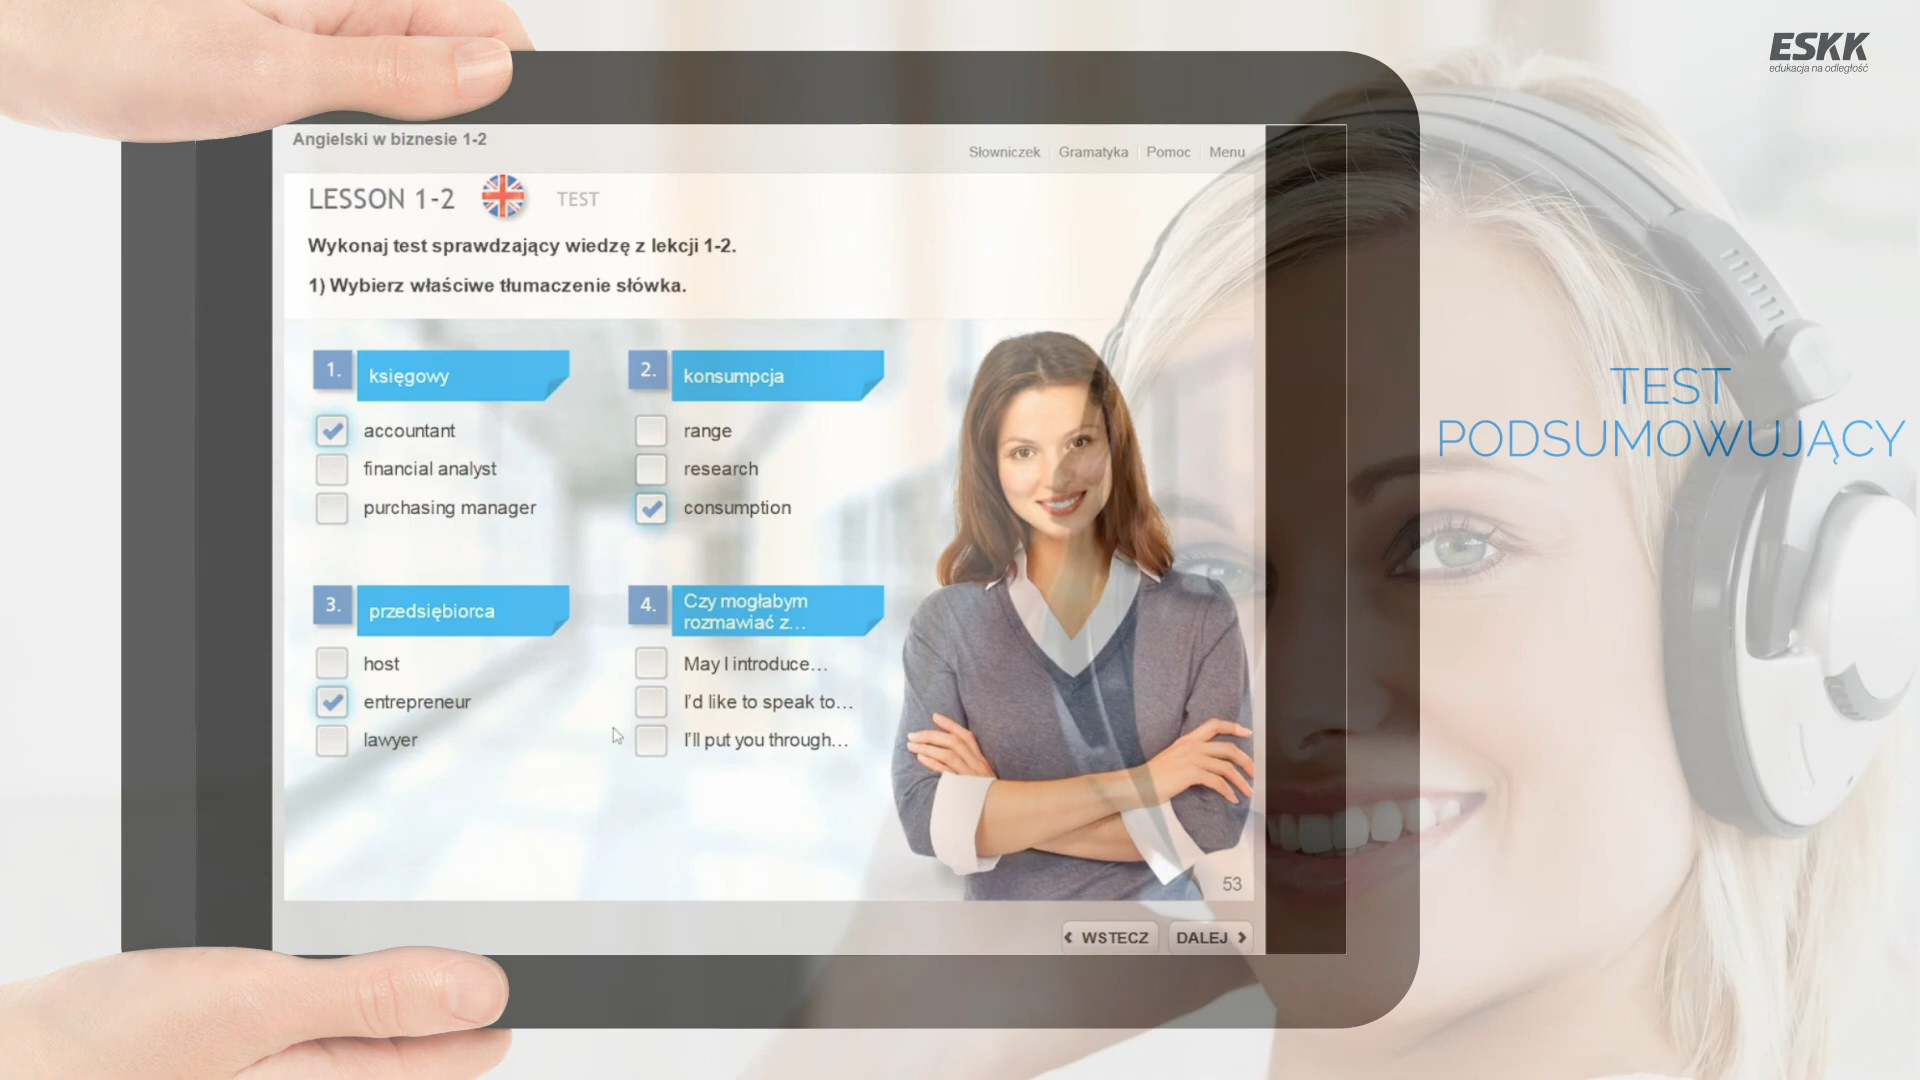 ESKK
edukacja na odległość
Angielski w biznesie 1-2
Słowniczek
Gramatyka
Pomoc
Menu
LESSON 1-2
TEST
Wykonaj test sprawdzający wiedzę z lekcji 1-2.
1) Wybierz właściwe tłumaczenie słówka.
1.
księgowy
accountant
financial analyst
purchasing manager
2.
konsumpcja
range
research
consumption
3.
przedsiębiorca
host
entrepreneur
lawyer
4.
Czy mogłabym
rozmawiać z...
May I introduce...
I'd like to speak to...
I'll put you through...
53
WSTECZ
DALEJ
TEST
PODSUMOWUJĄCY